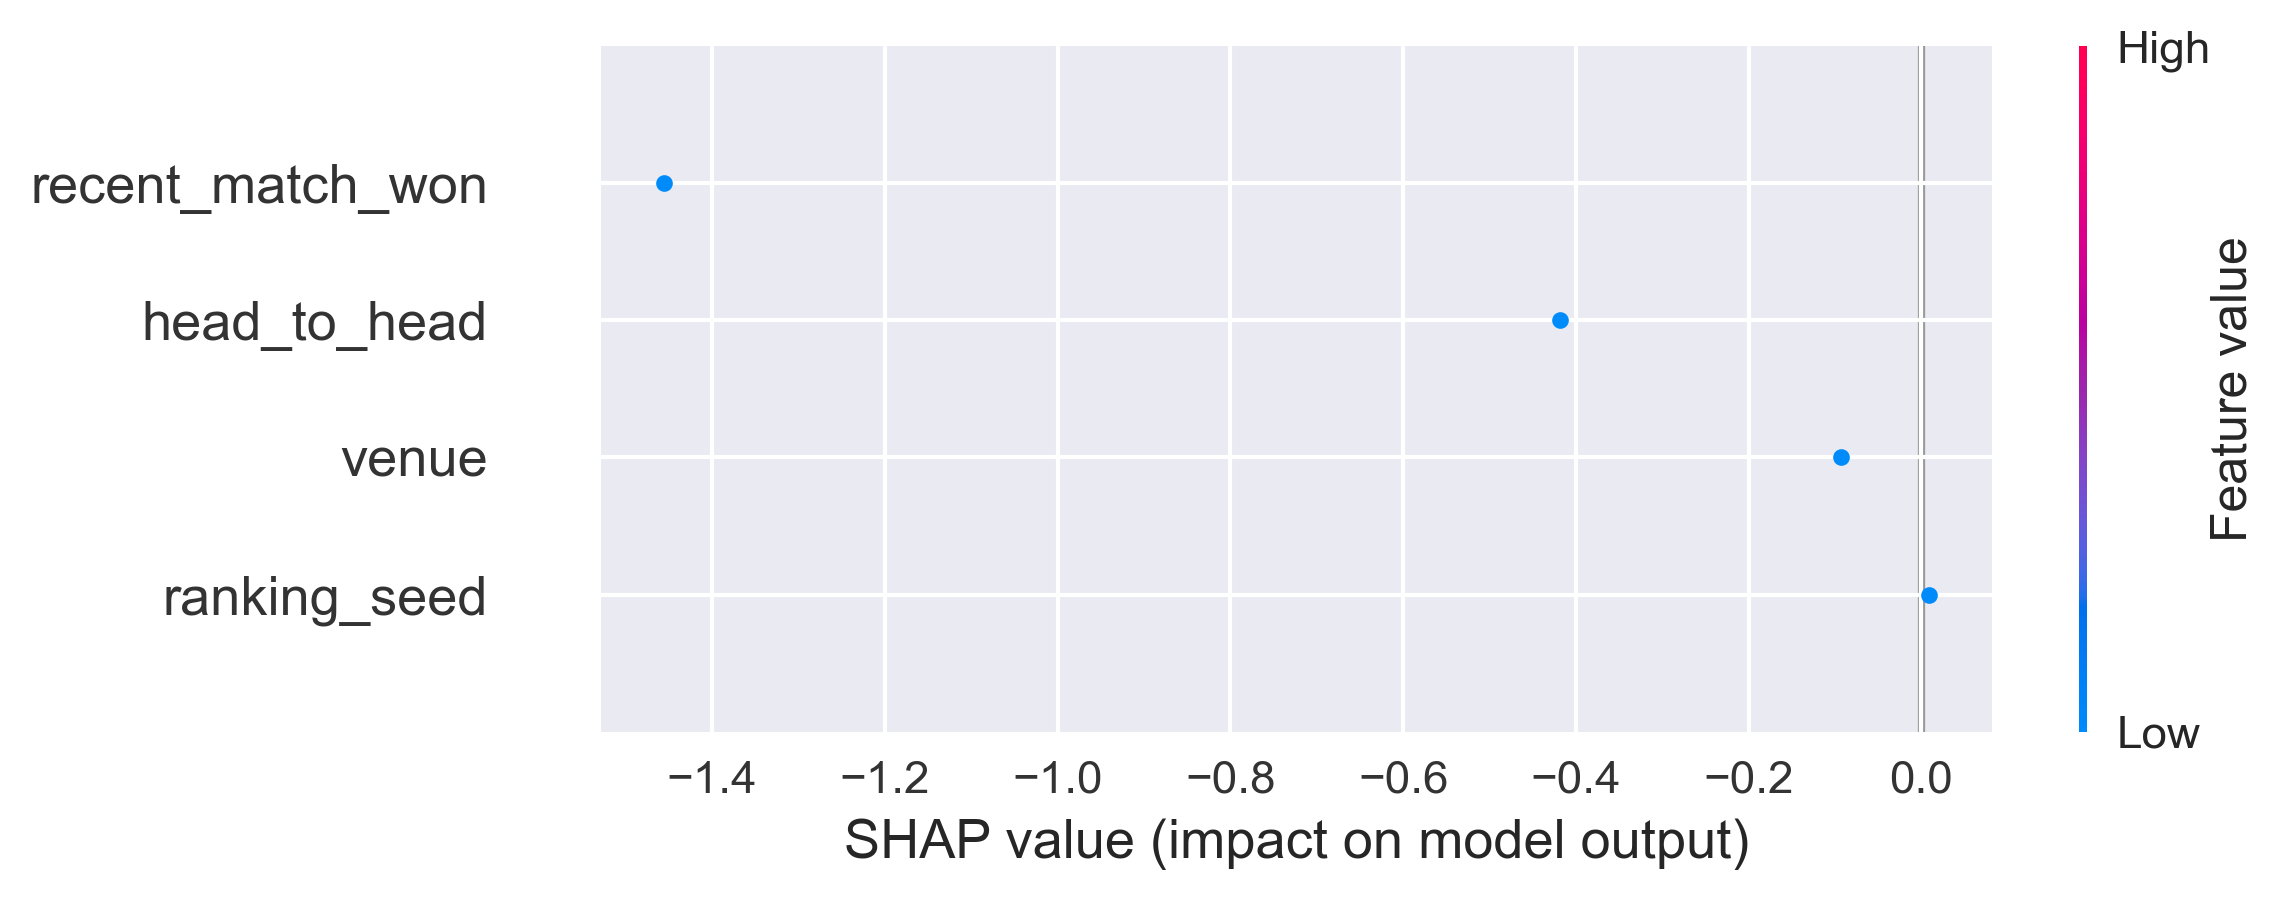 High
recent_match_won
head_to_head
venue
ranking_seed
Feature value
Low
−1.4 −1.2 −1.0 −0.8 −0.6 −0.4 −0.2 0.0
SHAP value (impact on model output)